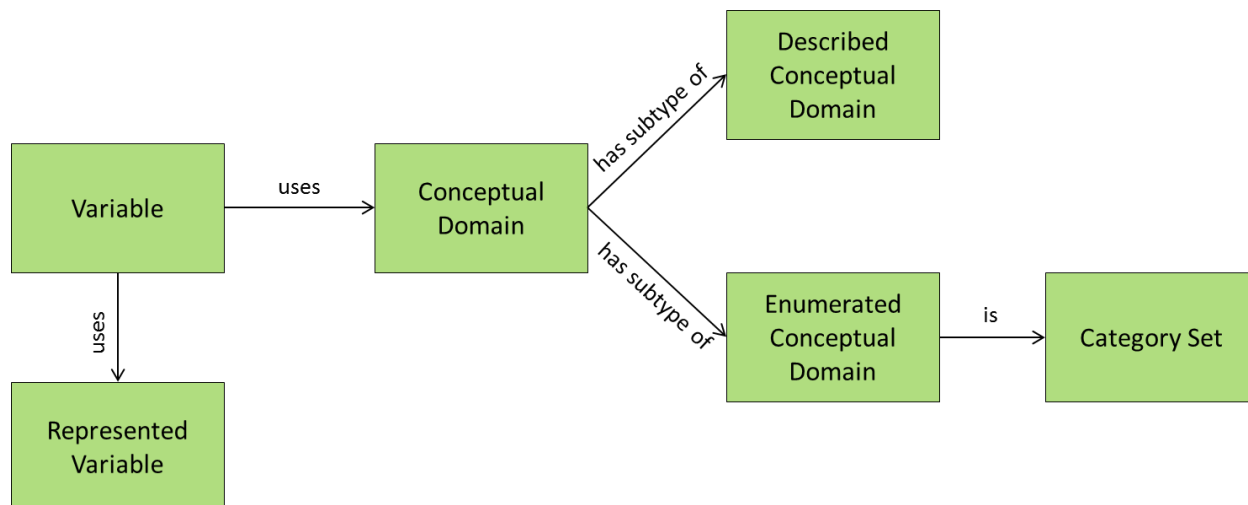 Described
Conceptual
Domain
has subtype of
Variable
uses
Conceptual
Domain
has subtype of
Enumerated
Conceptual
Domain
is
Category Set
uses
Represented
Variable